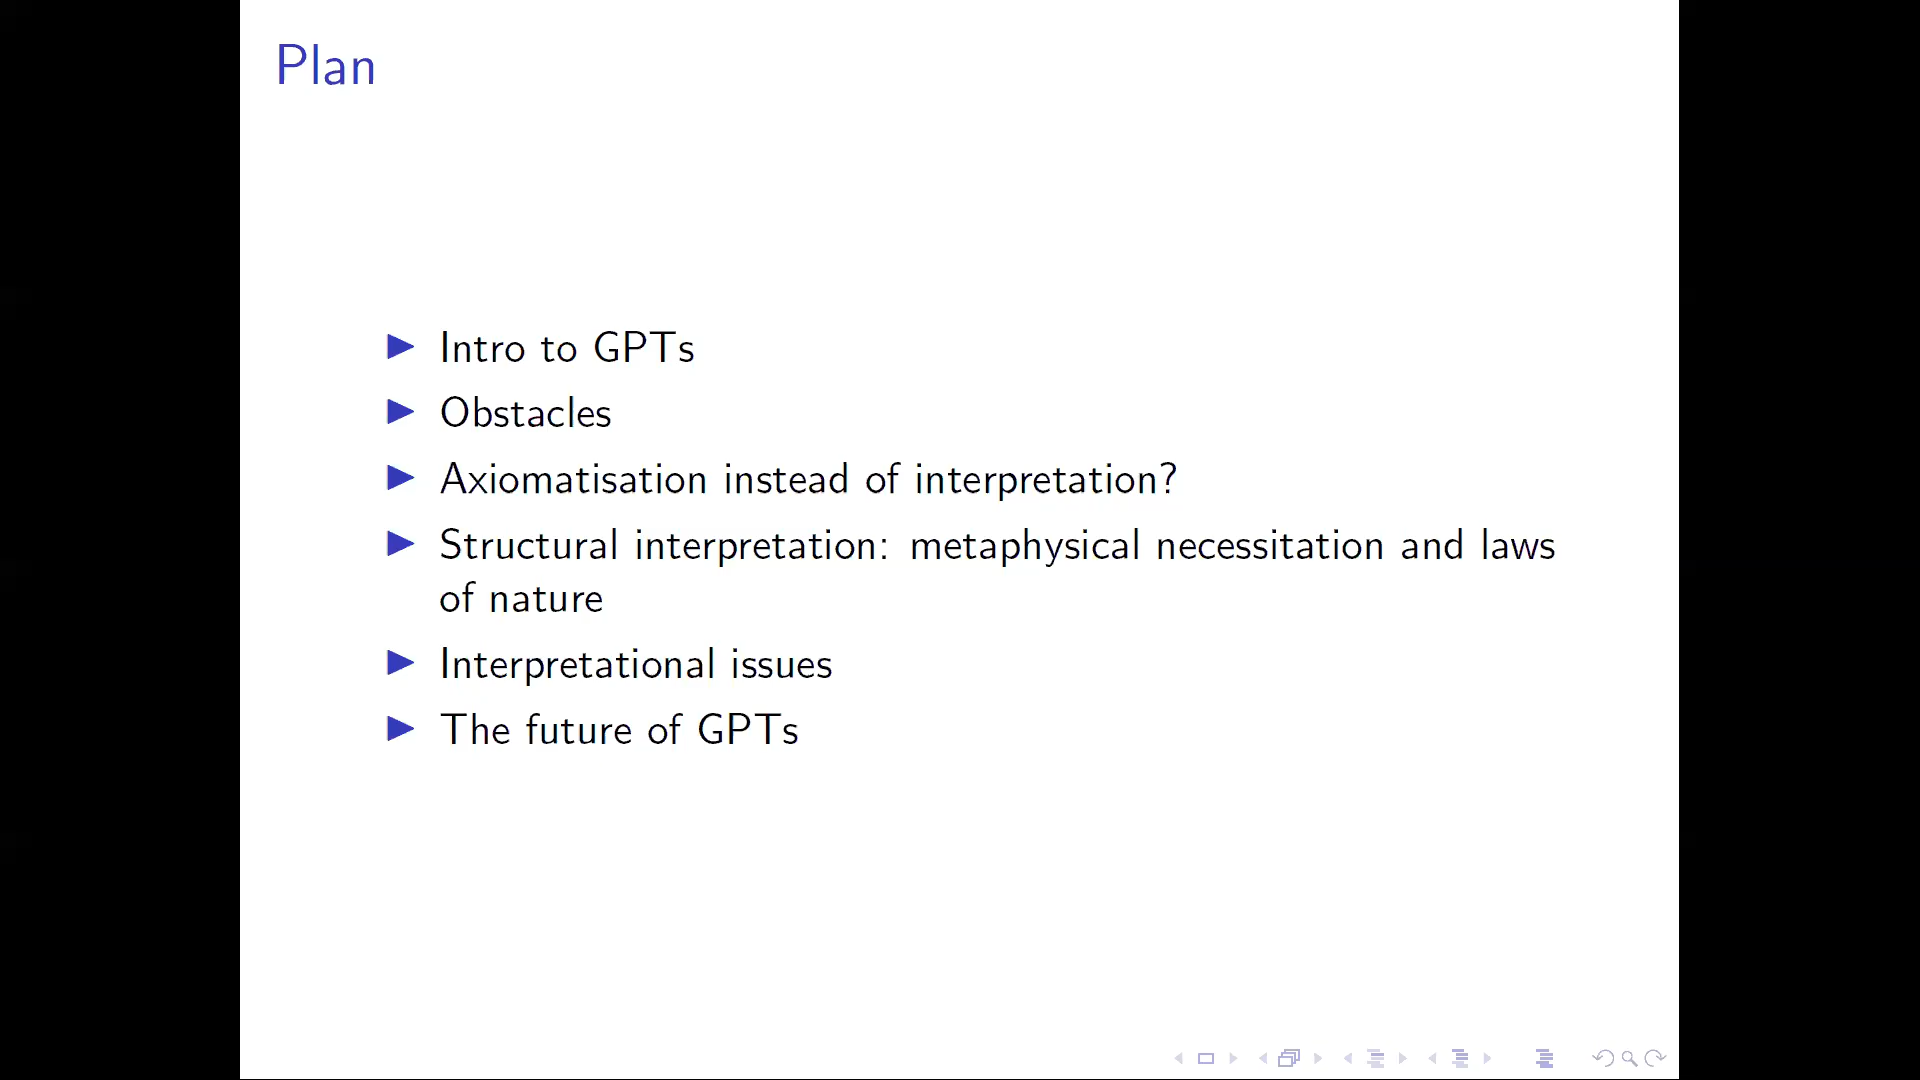 Plan
Intro to GPTs
Obstacles
Axiomatisation instead of interpretation?
Structural interpretation: metaphysical necessitation and laws
of nature
Interpretational issues
The future of GPTs